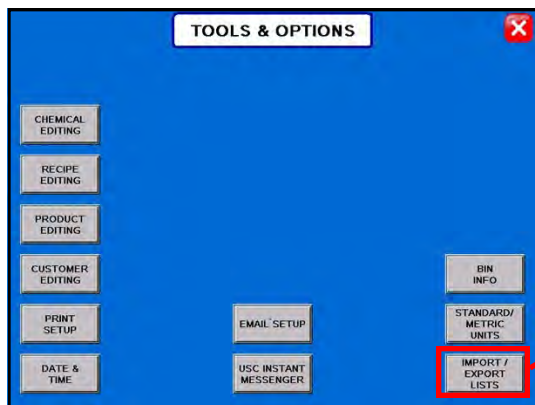 TOOLS & OPTIONS
CHEMICAL
EDITING
RECIPE
EDITING
PRODUCT
EDITING
CUSTOMER
EDITING
PRINT
SETUP
DATE &
TIME
EMAIL SETUP
USC INSTANT
MESSENGER
BIN
INFO
STANDARD/
METRIC
UNITS
IMPORT /
EXPORT
LISTS